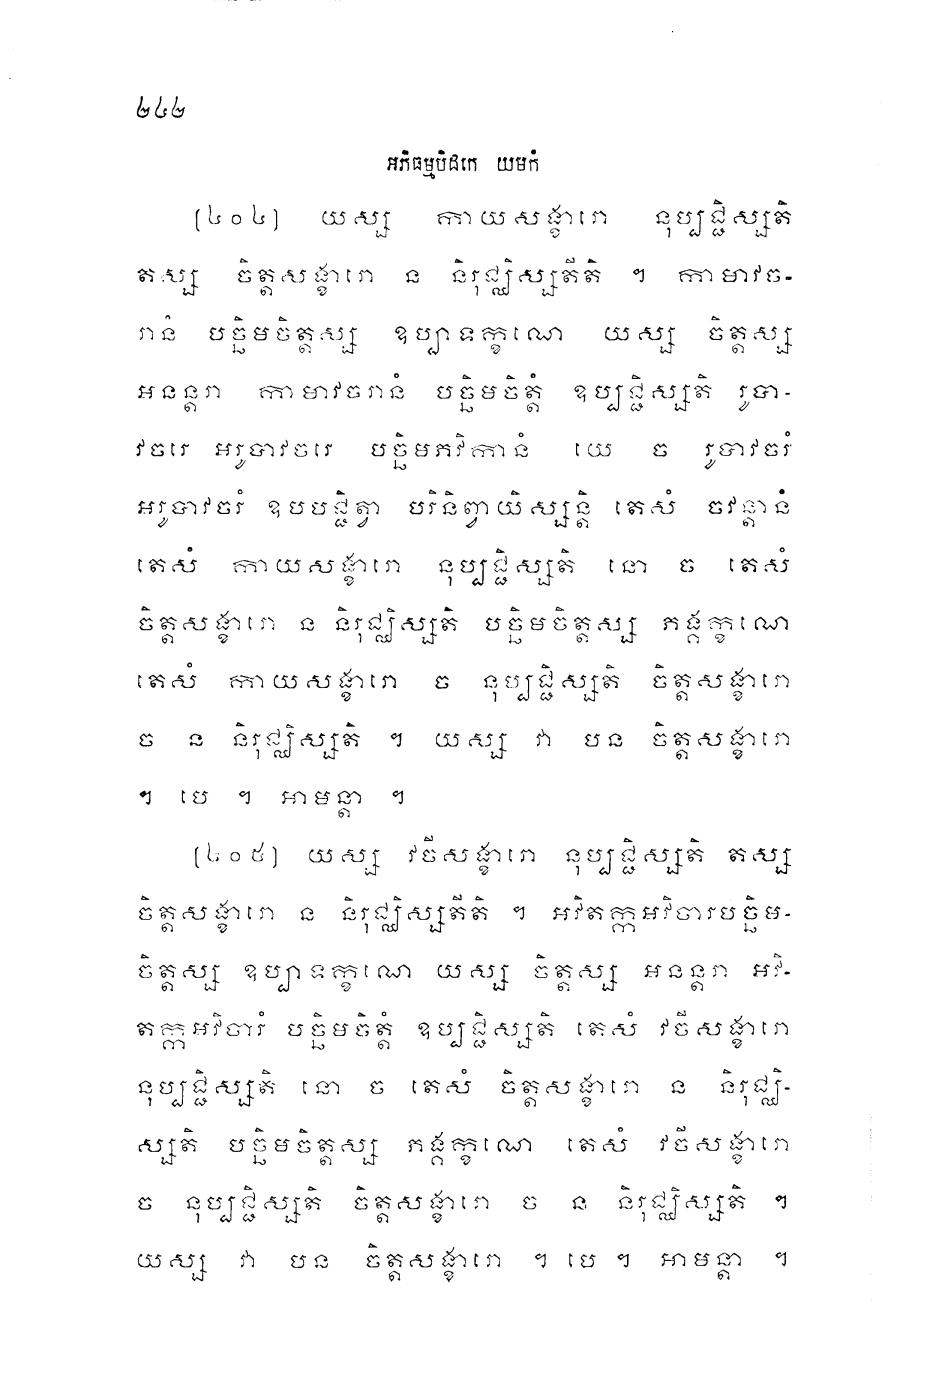 ២៤២
អភិធម្មបិដកេ យមកំ
(៤០៤) យស្ស កាយសង្ខារោ នុប្បជ្ជិស្សតិ
តស្ស ចិត្តសង្ខារោ ន និរុជ្ឈិស្សតីតិ ។ កាមាវច-
រានំ បច្ឆិមចិត្តស្ស ឧប្បាទក្ខណេ យស្ស ចិត្តស្ស
អនន្តរា កាមាវចរានំ បច្ឆិមចិត្តំ ឧប្បជ្ជិស្សតិ រូបា-
វចរេ អរូបាវចរេ បច្ឆិមភវិកានំ យេ ច រូបាវចរំ
អរូបាវចរំ ឧបបជ្ជិត្វា បរិនិព្វាយិស្សន្តិ តេសំ ចវន្តានំ
តេសំ កាយសង្ខារោ នុប្បជ្ជិស្សតិ នោ ច តេសំ
ចិត្តសង្ខារោ ន និរុជ្ឈិស្សតិ បច្ឆិមចិត្តស្ស ភង្គក្ខណេ
តេសំ កាយសង្ខារោ ច នុប្បជ្ជិស្សតិ ចិត្តសង្ខារោ
ច ន និរុជ្ឈិស្សតិ ។ យស្ស វា បន ចិត្តសង្ខារោ
។ បេ ។ អាមន្តា ។
(៤០៥) យស្ស វចីសង្ខារោ នុប្បជ្ជិស្សតិ តស្ស
ចិត្តសង្ខារោ ន និរុជ្ឈិស្សតីតិ ។ អវិតក្កអវិចារបច្ឆិម-
ចិត្តស្ស ឧប្បាទក្ខណេ យស្ស ចិត្តស្ស អនន្តរា អវិ-
តក្កអវិចារំ បច្ឆិមចិត្តំ ឧប្បជ្ជិស្សតិ តេសំ វចីសង្ខារោ
នុប្បជ្ជិស្សតិ នោ ច តេសំ ចិត្តសង្ខារោ ន និរុជ្ឈិ-
ស្សតិ បច្ឆិមចិត្តស្ស ភង្គក្ខណេ តេសំ វចីសង្ខារោ
ច នុប្បជ្ជិស្សតិ ចិត្តសង្ខារោ ច ន និរុជ្ឈិស្សតិ ។
យស្ស វា បន ចិត្តសង្ខារោ ។ បេ ។ អាមន្តា ។